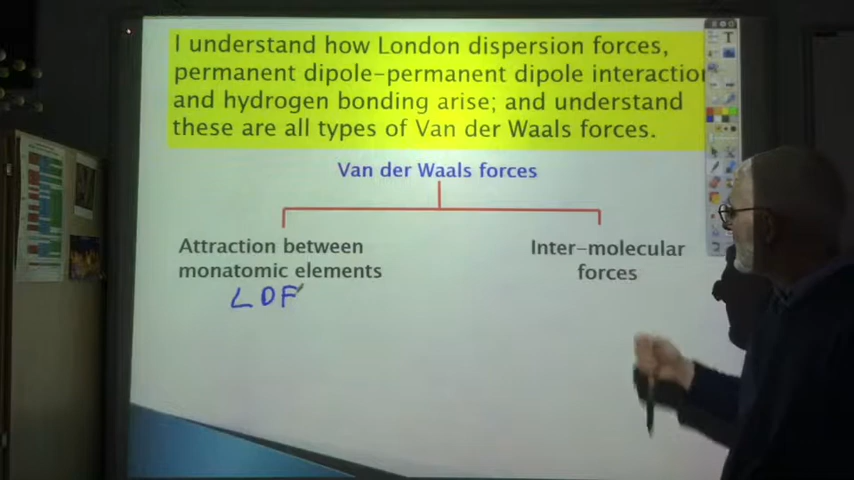 I understand how London dispersion forces,
permanent dipole-permanent dipole interaction
and hydrogen bonding arise; and understand
these are all types of Van der Waals forces.
Van der Waals forces
Attraction between
monatomic elements
LDF
Inter-molecular
forces